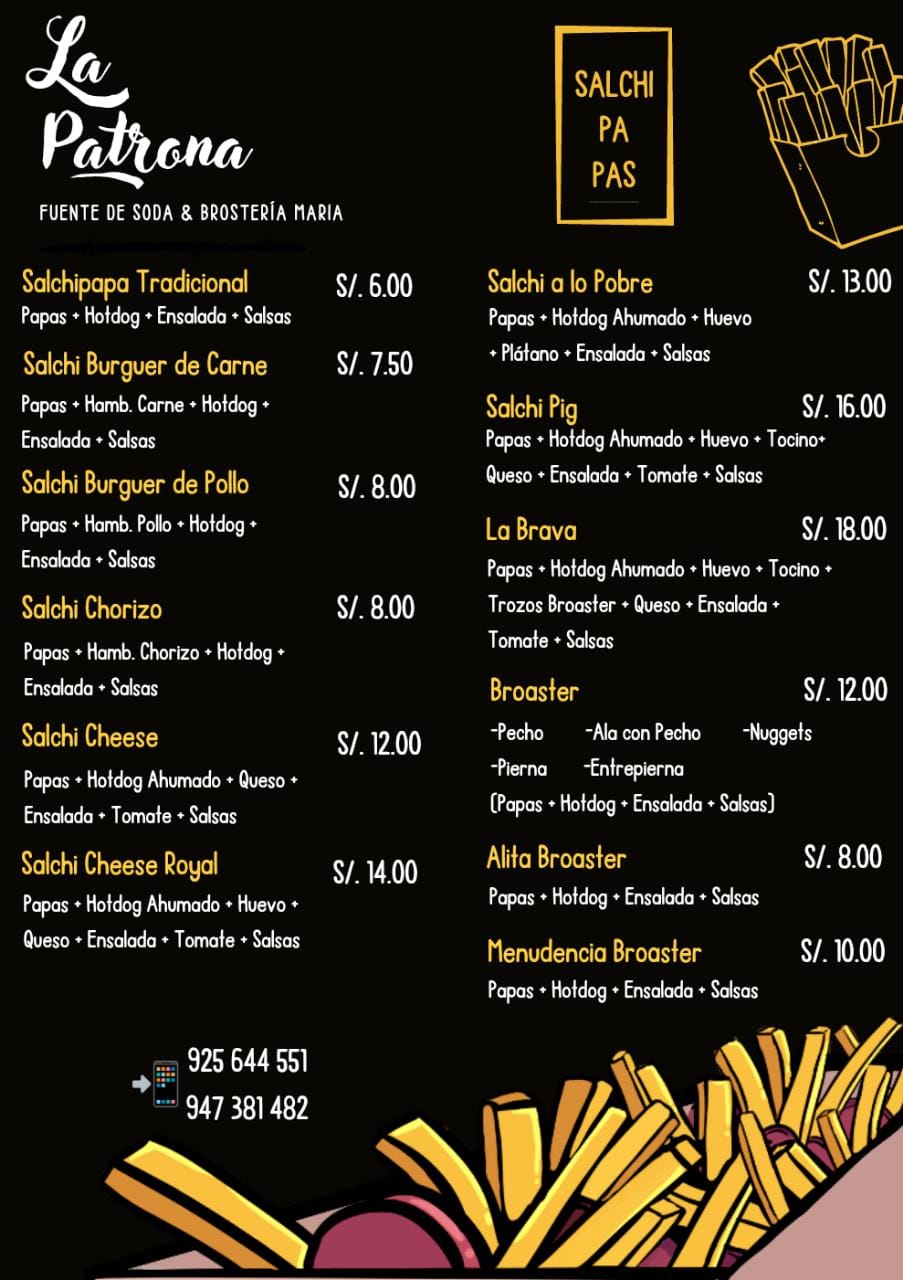 La
Patrona
FUENTE DE SODA & BROSTERÍA MARIA
SALCHI
PA
PAS
Salchipapa Tradicional S/. 6.00
Papas + Hotdog + Ensalada + Salsas
Salchi Burguer de Carne S/. 7.50
Papas + Hamb. Carne + Hotdog +
Ensalada + Salsas
Salchi Burguer de Pollo S/. 8.00
Papas + Hamb. Pollo + Hotdog +
Ensalada + Salsas
Salchi Chorizo S/. 8.00
Papas + Hamb. Chorizo + Hotdog +
Ensalada + Salsas
Salchi Cheese S/. 12.00
Papas + Hotdog Ahumado + Queso +
Ensalada + Tomate + Salsas
Salchi Cheese Royal S/. 14.00
Papas + Hotdog Ahumado + Huevo +
Queso + Ensalada + Tomate + Salsas
925 644 551
947 381 482
Salchi a lo Pobre S/. 13.00
Papas + Hotdog Ahumado + Huevo
+ Plátano + Ensalada + Salsas
Salchi Pig S/. 16.00
Papas + Hotdog Ahumado + Huevo + Tocino+
Queso + Ensalada + Tomate + Salsas
La Brava S/. 18.00
Papas + Hotdog Ahumado + Huevo + Tocino +
Trozos Broaster + Queso + Ensalada +
Tomate + Salsas
Broaster S/. 12.00
-Pecho -Ala con Pecho -Nuggets
-Pierna -Entrepierna
(Papas + Hotdog + Ensalada + Salsas)
Alita Broaster S/. 8.00
Papas + Hotdog + Ensalada + Salsas
Menudencia Broaster S/. 10.00
Papas + Hotdog + Ensalada + Salsas